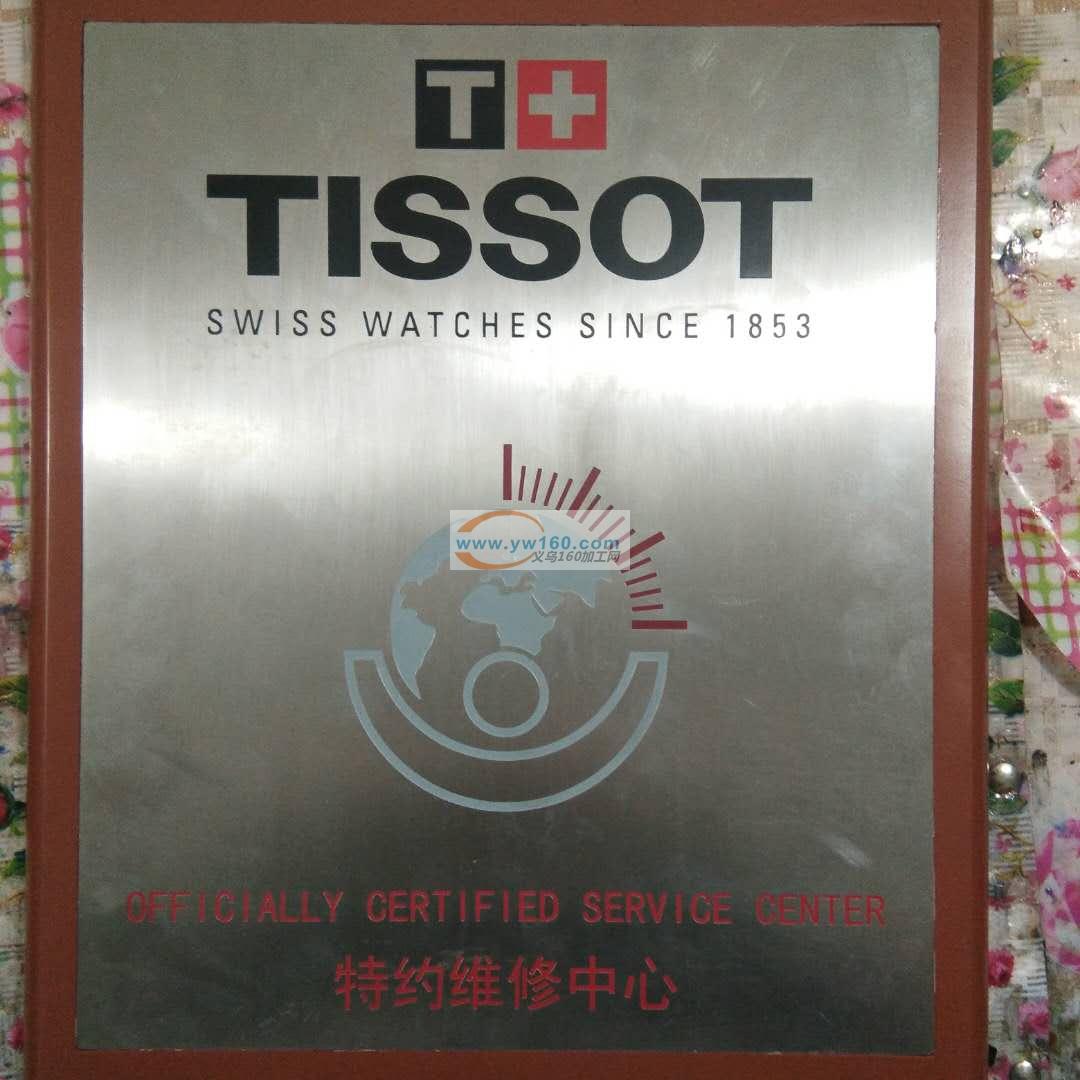 T
TISSOT
SWISS WATCHES SINCE 1853
www.yw160.com
义乌160加工网
OFFICIALLY CERTIFIED SERVICE CENTER
特约维修中心